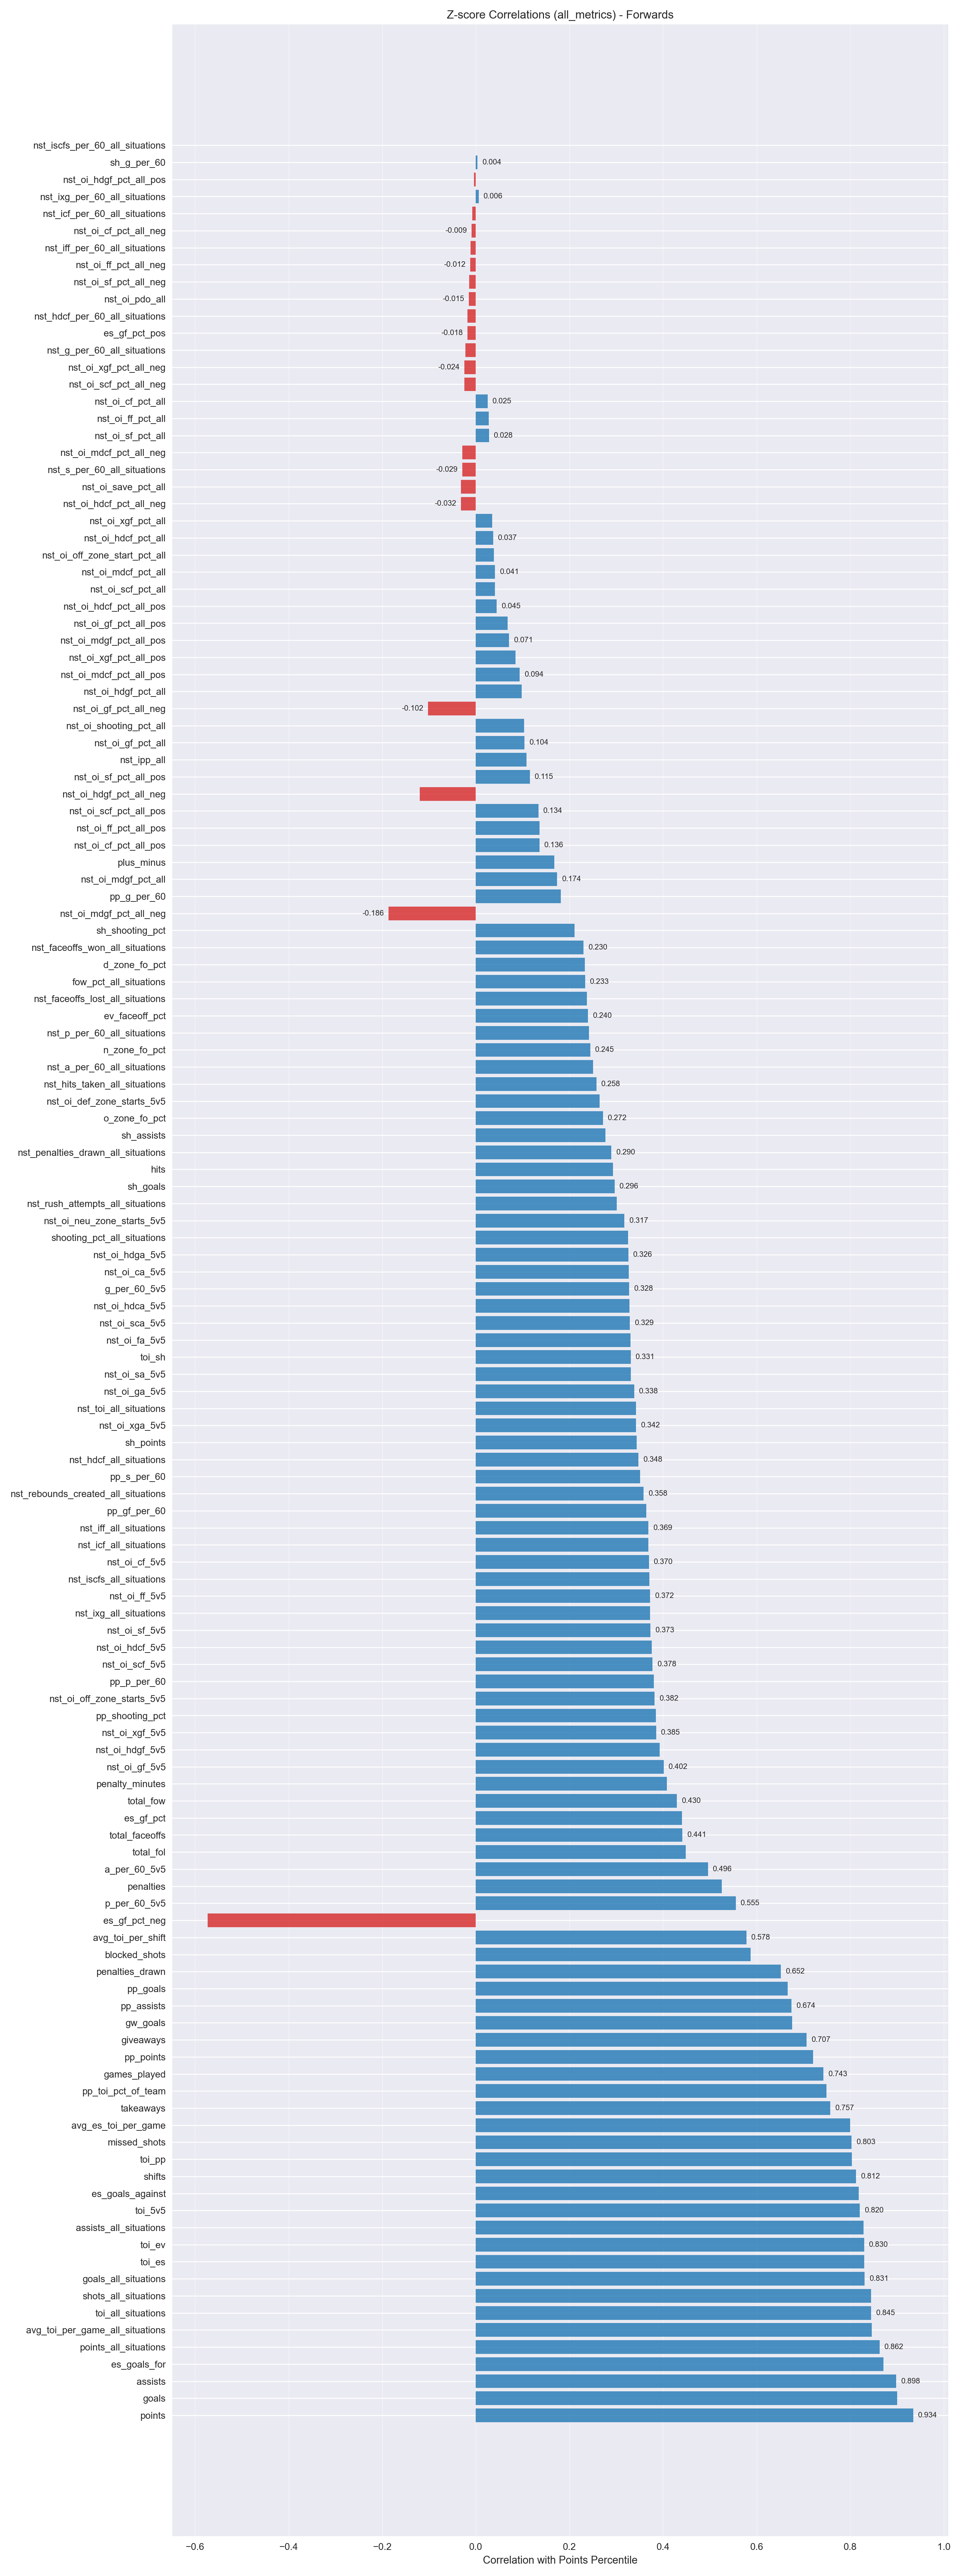 Z-score Correlations (all_metrics) - Forwards
nst_iscfs_per_60_all_situations
sh_g_per_60 0.004
nst_oi_hdgf_pct_all_pos
nst_ixg_per_60_all_situations 0.006
nst_icf_per_60_all_situations
nst_oi_cf_pct_all_neg -0.009
nst_iff_per_60_all_situations
nst_oi_ff_pct_all_neg -0.012
nst_oi_sf_pct_all_neg
nst_oi_pdo_all -0.015
nst_hdcf_per_60_all_situations
es_gf_pct_pos -0.018
nst_g_per_60_all_situations
nst_oi_xgf_pct_all_neg -0.024
nst_oi_scf_pct_all_neg
nst_oi_cf_pct_all 0.025
nst_oi_ff_pct_all
nst_oi_sf_pct_all 0.028
nst_oi_mdcf_pct_all_neg
nst_s_per_60_all_situations -0.029
nst_oi_save_pct_all
nst_oi_hdcf_pct_all_neg -0.032
nst_oi_xgf_pct_all
nst_oi_hdcf_pct_all 0.037
nst_oi_off_zone_start_pct_all
nst_oi_mdcf_pct_all 0.041
nst_oi_scf_pct_all
nst_oi_hdcf_pct_all_pos 0.045
nst_oi_gf_pct_all_pos
nst_oi_mdgf_pct_all_pos 0.071
nst_oi_xgf_pct_all_pos
nst_oi_mdcf_pct_all_pos 0.094
nst_oi_hdgf_pct_all
nst_oi_gf_pct_all_neg -0.102
nst_oi_shooting_pct_all
nst_oi_gf_pct_all 0.104
nst_ipp_all
nst_oi_sf_pct_all_pos 0.115
nst_oi_hdgf_pct_all_neg
nst_oi_scf_pct_all_pos 0.134
nst_oi_ff_pct_all_pos
nst_oi_cf_pct_all_pos 0.136
plus_minus
nst_oi_mdgf_pct_all 0.174
pp_g_per_60
nst_oi_mdgf_pct_all_neg -0.186
sh_shooting_pct
nst_faceoffs_won_all_situations 0.230
d_zone_fo_pct
fow_pct_all_situations 0.233
nst_faceoffs_lost_all_situations
ev_faceoff_pct 0.240
nst_p_per_60_all_situations
n_zone_fo_pct 0.245
nst_a_per_60_all_situations
nst_hits_taken_all_situations 0.258
nst_oi_def_zone_starts_5v5
o_zone_fo_pct 0.272
sh_assists
nst_penalties_drawn_all_situations 0.290
hits
sh_goals 0.296
nst_rush_attempts_all_situations
nst_oi_neu_zone_starts_5v5 0.317
shooting_pct_all_situations
nst_oi_hdga_5v5 0.326
nst_oi_ca_5v5
g_per_60_5v5 0.328
nst_oi_hdca_5v5
nst_oi_sca_5v5 0.329
nst_oi_fa_5v5
toi_sh 0.331
nst_oi_sa_5v5
nst_oi_ga_5v5 0.338
nst_toi_all_situations
nst_oi_xga_5v5 0.342
sh_points
nst_hdcf_all_situations 0.348
pp_s_per_60
nst_rebounds_created_all_situations 0.358
pp_gf_per_60
nst_iff_all_situations 0.369
nst_icf_all_situations
nst_oi_cf_5v5 0.370
nst_iscfs_all_situations
nst_oi_ff_5v5 0.372
nst_ixg_all_situations
nst_oi_sf_5v5 0.373
nst_oi_hdcf_5v5
nst_oi_scf_5v5 0.378
pp_p_per_60
nst_oi_off_zone_starts_5v5 0.382
pp_shooting_pct
nst_oi_xgf_5v5 0.385
nst_oi_hdgf_5v5
nst_oi_gf_5v5 0.402
penalty_minutes
total_fow 0.430
es_gf_pct
total_faceoffs 0.441
total_fol
a_per_60_5v5 0.496
penalties
p_per_60_5v5 0.555
es_gf_pct_neg
avg_toi_per_shift 0.578
blocked_shots
penalties_drawn 0.652
pp_goals
pp_assists 0.674
gw_goals
giveaways 0.707
pp_points
games_played 0.743
pp_toi_pct_of_team
takeaways 0.757
avg_es_toi_per_game
missed_shots 0.803
toi_pp
shifts 0.812
es_goals_against
toi_5v5 0.820
assists_all_situations
toi_ev 0.830
toi_es
goals_all_situations 0.831
shots_all_situations
toi_all_situations 0.845
avg_toi_per_game_all_situations
points_all_situations 0.862
es_goals_for
assists 0.898
goals
points 0.934
−0.6 −0.4 −0.2 0.0 0.2 0.4 0.6 0.8 1.0
Correlation with Points Percentile